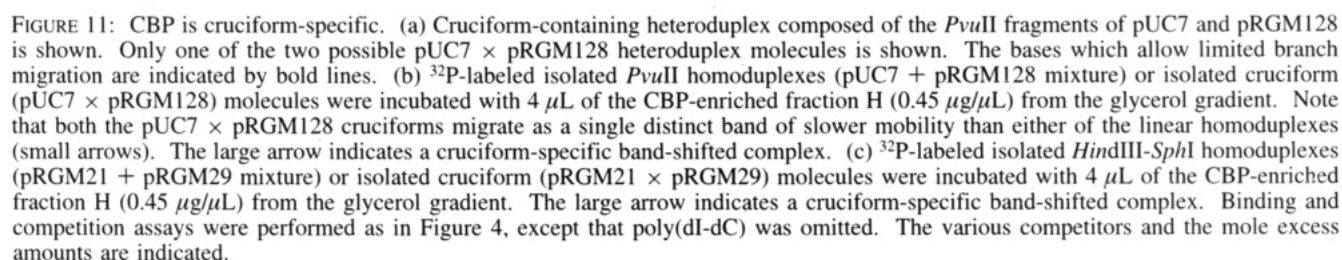 FIGURE 11: CBP is cruciform-specific. (a) Cruciform-containing heteroduplex composed of the PvuII fragments of pUC7 and pRGM128
is shown. Only one of the two possible pUC7 × pRGM128 heteroduplex molecules is shown. The bases which allow limited branch
migration are indicated by bold lines. (b) ³²P-labeled isolated PvuII homoduplexes (pUC7 + pRGM128 mixture) or isolated cruciform
(pUC7 × pRGM128) molecules were incubated with 4 μL of the CBP-enriched fraction H (0.45 μg/μL) from the glycerol gradient. Note
that both the pUC7 × pRGM128 cruciforms migrate as a single distinct band of slower mobility than either of the linear homoduplexes
(small arrows). The large arrow indicates a cruciform-specific band-shifted complex. (c) ³²P-labeled isolated HindIII-SphI homoduplexes
(pRGM21 + pRGM29 mixture) or isolated cruciform (pRGM21 × pRGM29) molecules were incubated with 4 μL of the CBP-enriched
fraction H (0.45 μg/μL) from the glycerol gradient. The large arrow indicates a cruciform-specific band-shifted complex. Binding and
competition assays were performed as in Figure 4, except that poly(dI-dC) was omitted. The various competitors and the mole excess
amounts are indicated.